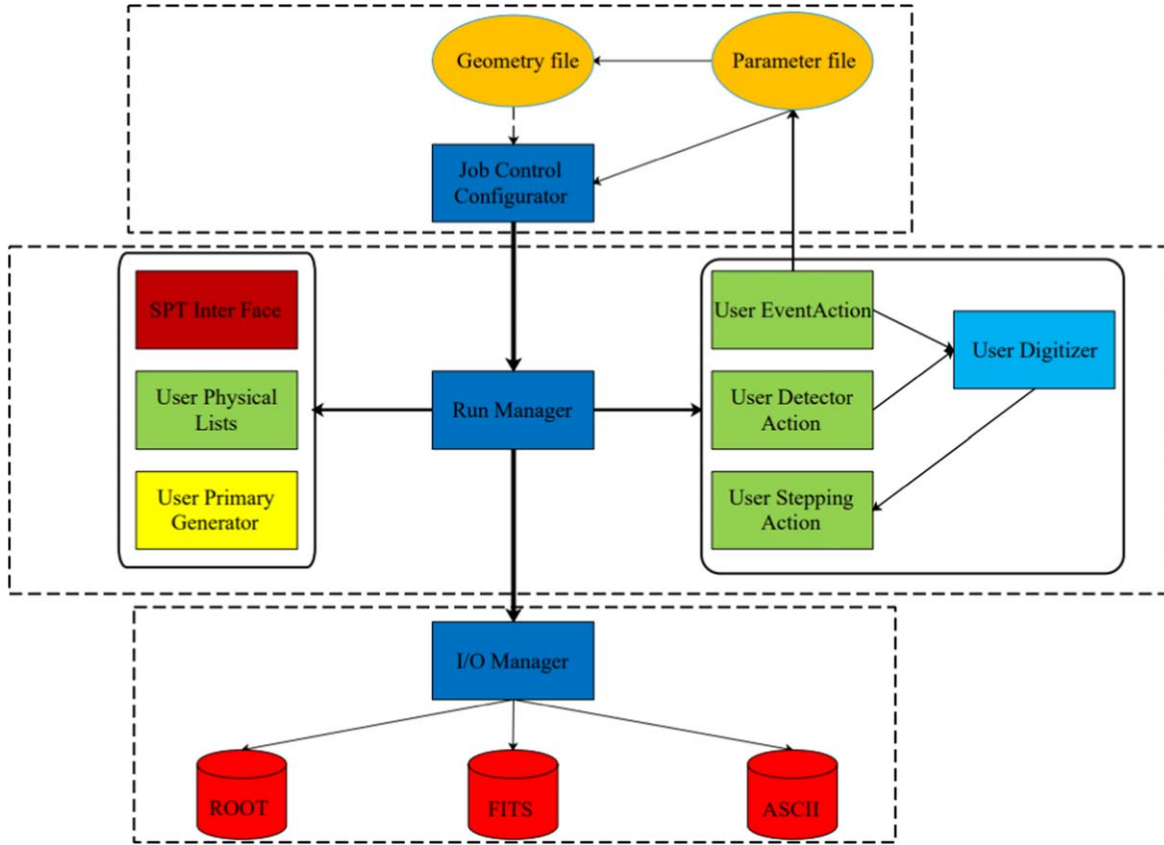 Geometry file
Parameter file
Job Control
Configurator
SPT Inter Face
User Physical
Lists
User Primary
Generator
Run Manager
User EventAction
User Detector
Action
User Stepping
Action
User Digitizer
I/O Manager
ROOT
FITS
ASCII